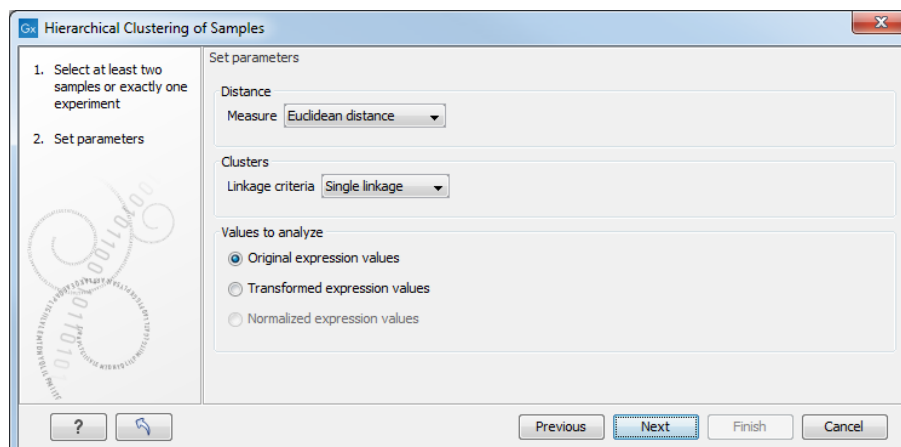 Gx Hierarchical Clustering of Samples
1. Select at least two
samples or exactly one
experiment
2. Set parameters
Set parameters
Distance
Measure Euclidean distance
Clusters
Linkage criteria Single linkage
Values to analyze
Original expression values
Transformed expression values
Normalized expression values
? Previous Next Finish Cancel